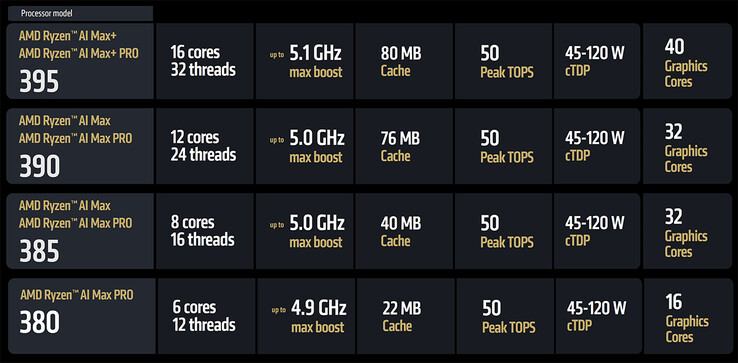 Processor model
AMD Ryzen™ AI Max+
AMD Ryzen™ AI Max+ PRO
395
16 cores
32 threads
up to 5.1 GHz
max boost
80 MB
Cache
50
Peak TOPS
45-120 W
cTDP
40
Graphics
Cores
AMD Ryzen™ AI Max
AMD Ryzen™ AI Max PRO
390
12 cores
24 threads
up to 5.0 GHz
max boost
76 MB
Cache
50
Peak TOPS
45-120 W
cTDP
32
Graphics
Cores
AMD Ryzen™ AI Max
AMD Ryzen™ AI Max PRO
385
8 cores
16 threads
up to 5.0 GHz
max boost
40 MB
Cache
50
Peak TOPS
45-120 W
cTDP
32
Graphics
Cores
AMD Ryzen™ AI Max PRO
380
6 cores
12 threads
up to 4.9 GHz
max boost
22 MB
Cache
50
Peak TOPS
45-120 W
cTDP
16
Graphics
Cores